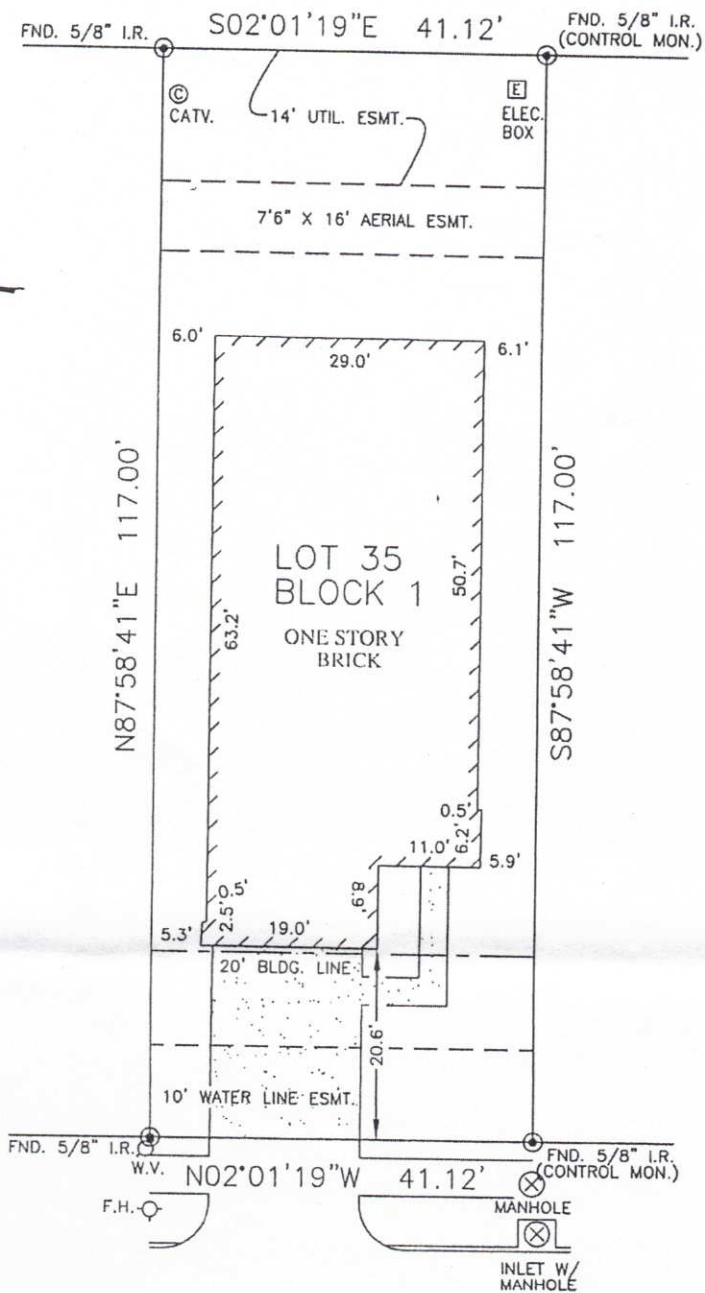 S02°01'19"E 41.12'
FND. 5/8" I.R.
FND. 5/8" I.R.
(CONTROL MON.)
C
CATV.
14' UTIL. ESMT.
E
ELEC.
BOX
7'6" X 16' AERIAL ESMT.
6.0'
29.0'
6.1'
N87°58'41"E 117.00'
63.2'
LOT 35
BLOCK 1
ONE STORY
BRICK
50.7'
S87°58'41"W 117.00'
0.5'
6.2'
11.0'
5.9'
8.9'
0.5'
2.5'
5.3'
19.0'
20' BLDG. LINE
20.6'
10' WATER LINE ESMT.
FND. 5/8" I.R.
W.V.
N02°01'19"W 41.12'
FND. 5/8" I.R.
(CONTROL MON.)
F.H.
MANHOLE
INLET W/
MANHOLE